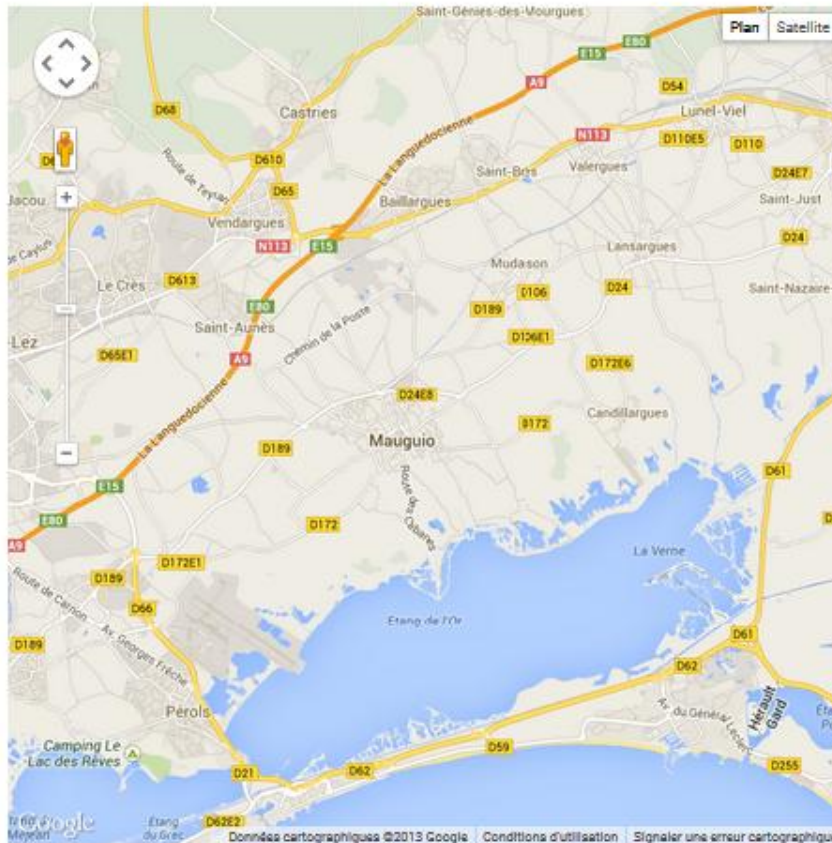 Saint-Géniès-des-Mourgues
E80
Plan
Satellite
E15
A9
D68
Castries
La Languedocienne
D54
Lunel-Viel
N113
D110E5
D110
Route de Teyran
D610
D65
Saint-Brès
Valergues
D24E7
Jacou
Baillargues
Saint-Just
Vendargues
N113
E15
Lansargues
D24
Mudason
D613
Le Crès
E80
D106
D24
Saint-Nazaire
D189
Saint-Aunès
Chemin de la Poste
D106E1
-Lez
D65E1
A9
D172E6
La Languedocienne
D24E8
Candillargues
D172
Mauguio
D189
D61
E15
Route des Cabanes
E80
D172
A9
D172E1
La Verne
D189
Route de Carnon
D66
Etang de l'Or
D61
D189
Av. Georges Frêche
D62
Pérols
Av. du Général Leclerc
Hérault
Gard
Camping Le
Lac des Rêves
D59
D21
D62
D255
Google
Etang
du Grec
D62E2
Données cartographiques ©2013 Google
Conditions d'utilisation
Signaler une erreur cartographique